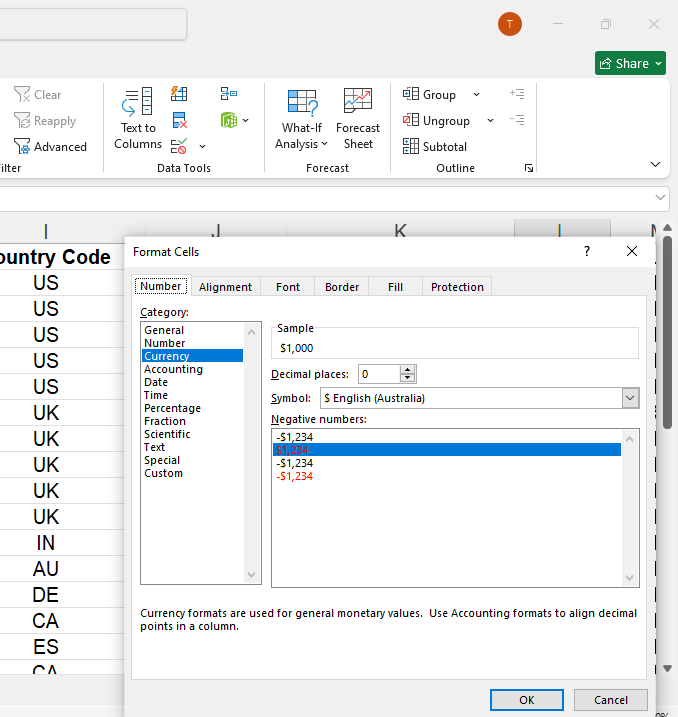 T
Share
Clear
Reapply
Advanced
Text to
Columns
Data Tools
What-If
Analysis
Forecast
Sheet
Forecast
Group
Ungroup
Subtotal
Outline
I J K L
ountry Code
US
US
US
US
US
UK
UK
UK
UK
UK
IN
AU
DE
CA
ES
CA
Format Cells
?
Number Alignment Font Border Fill Protection
Category:
General
Number
Currency
Accounting
Date
Time
Percentage
Fraction
Scientific
Text
Special
Custom
Sample
$1,000
Decimal places: 0
Symbol: $ English (Australia)
Negative numbers:
-$1,234
$1,234
-$1,234
-$1,234
Currency formats are used for general monetary values.  Use Accounting formats to align decimal
points in a column.
OK Cancel